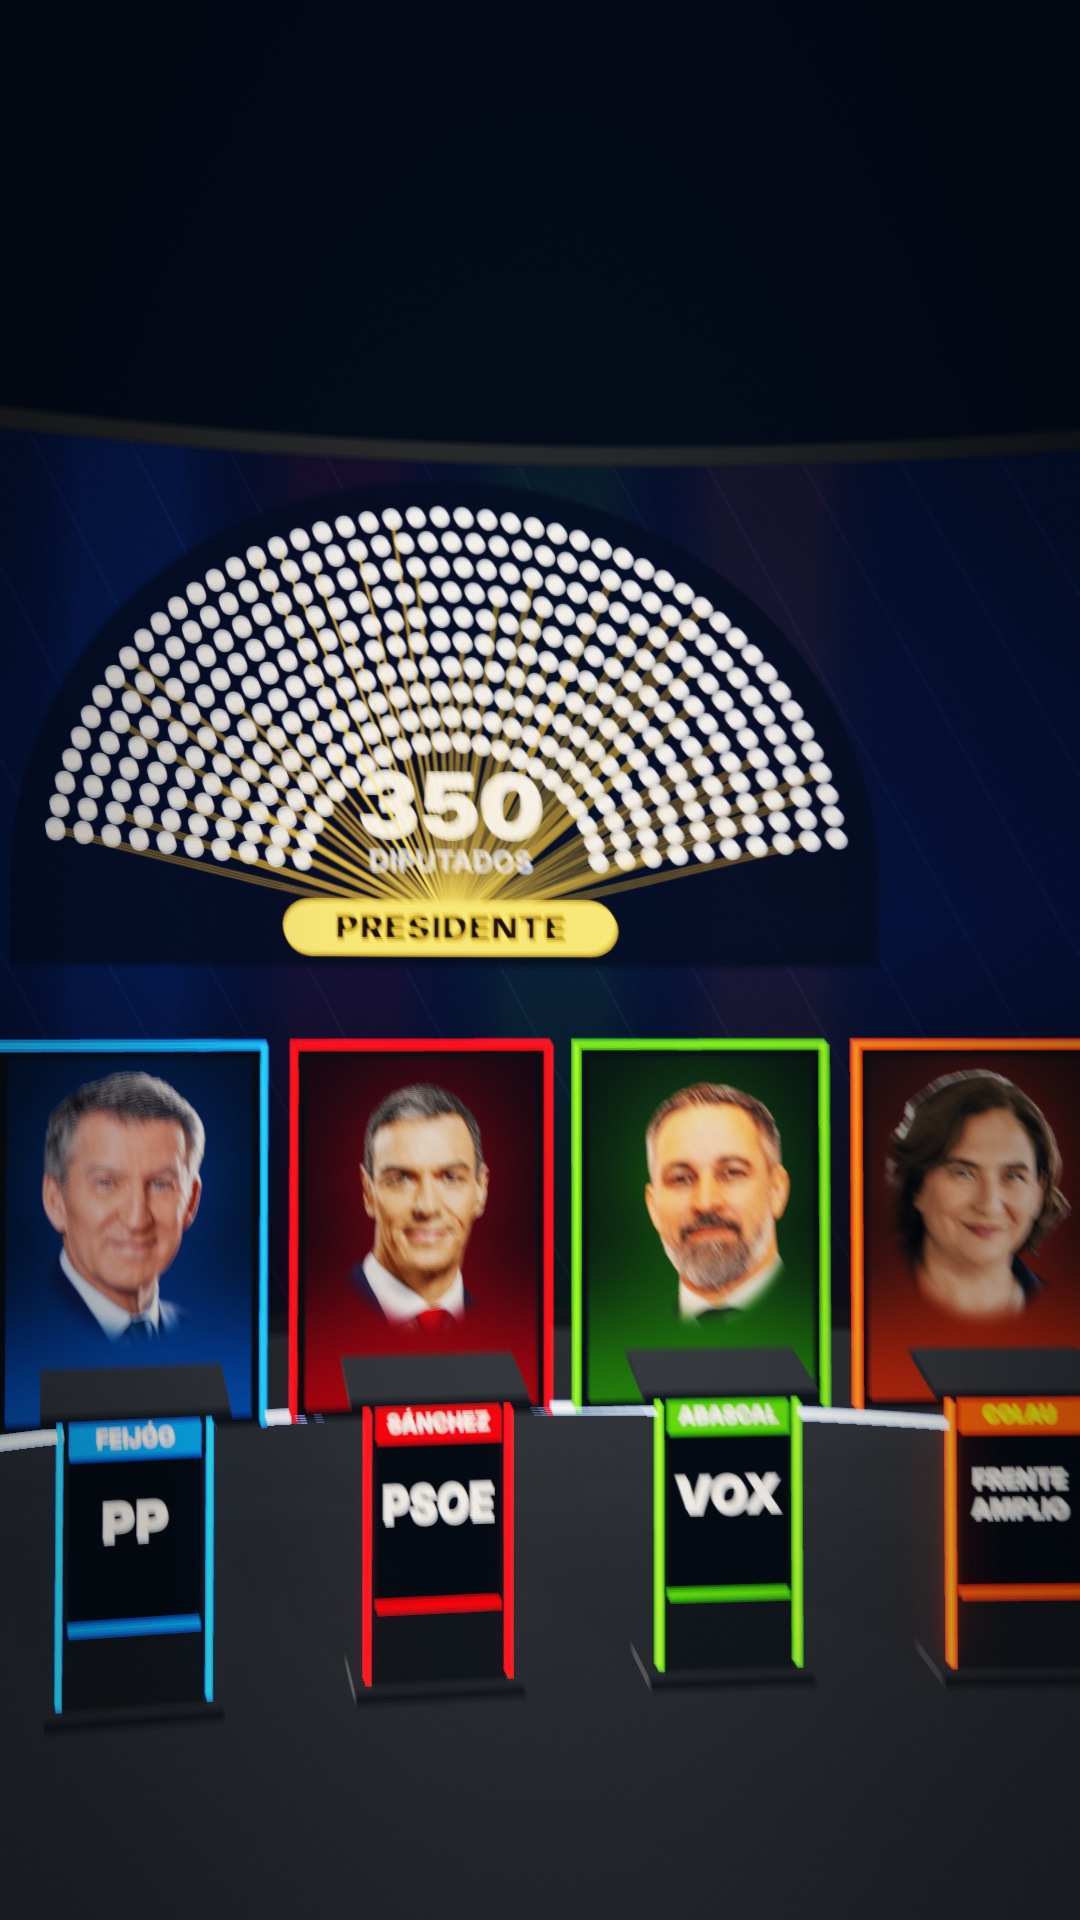 350
DIPUTADOS
PRESIDENTE
FEIJÓO
PP
SÁNCHEZ
PSOE
ABASCAL
VOX
COLAU
FRENTE
AMPLIO